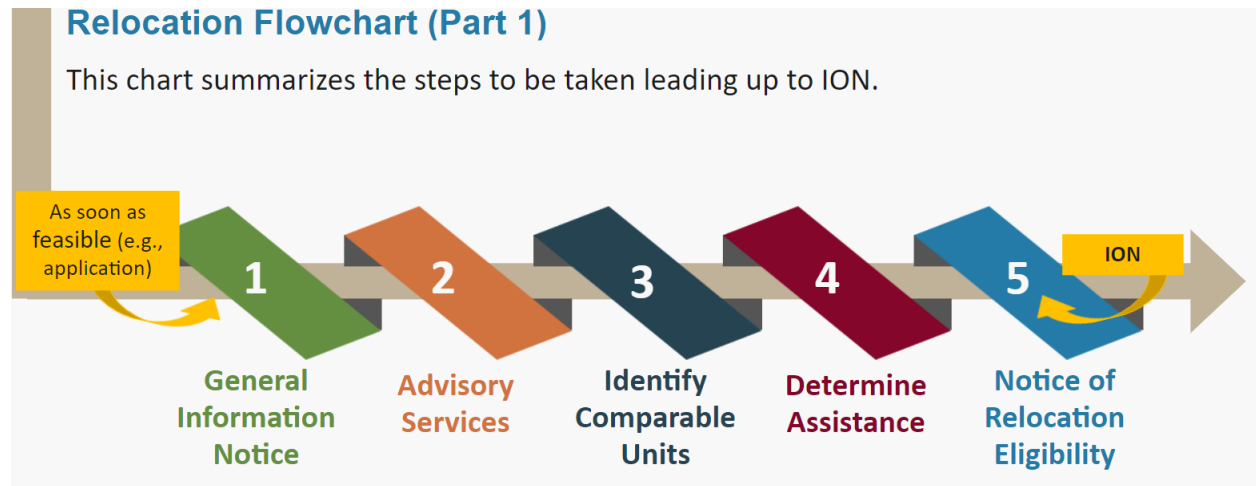 Relocation Flowchart (Part 1)
This chart summarizes the steps to be taken leading up to ION.
As soon as
feasible (e.g.,
application)
1
2
3
4
5
ION
General
Information
Notice
Advisory
Services
Identify
Comparable
Units
Determine
Assistance
Notice of
Relocation
Eligibility